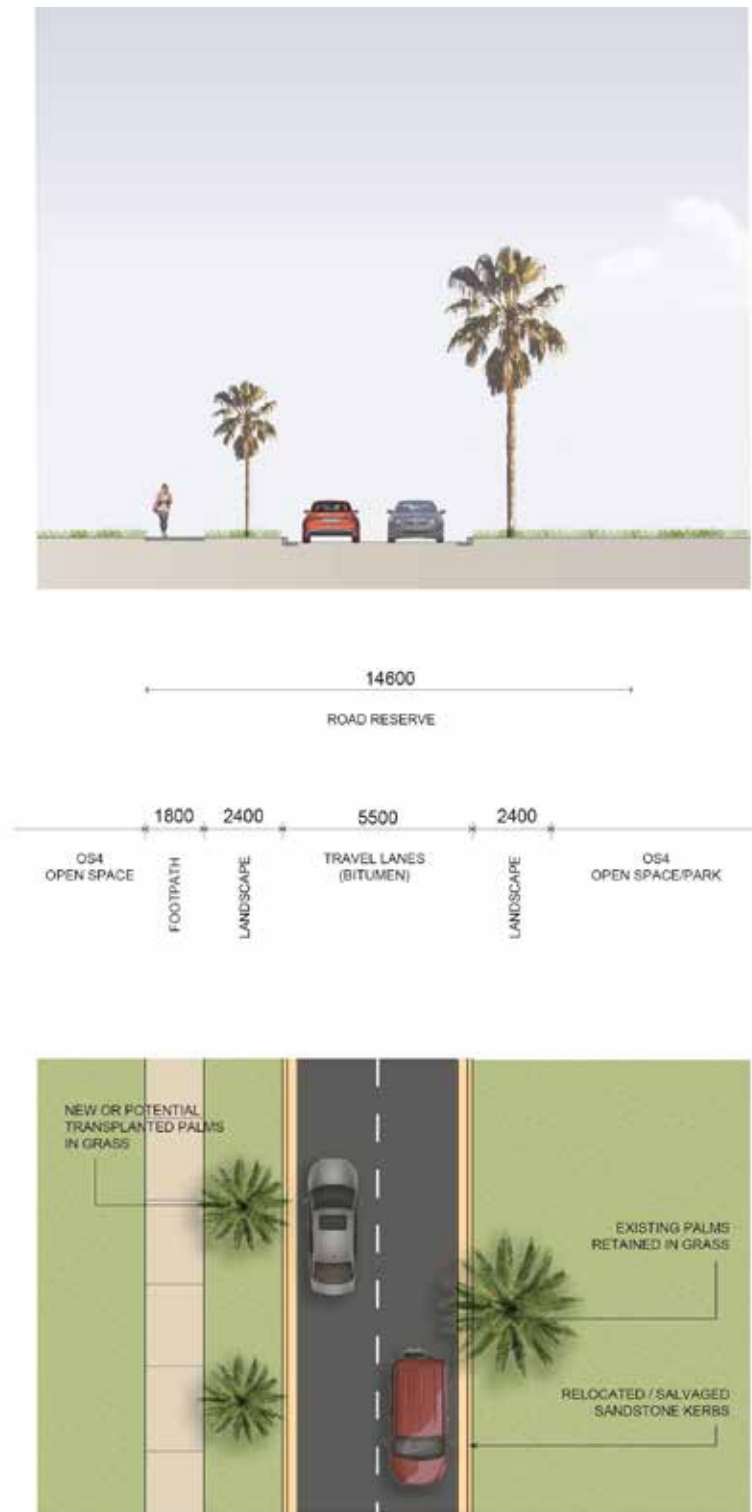 14600
ROAD RESERVE
1800
2400
5500
2400
OS4
OPEN SPACE
FOOTPATH
LANDSCAPE
TRAVEL LANES
(BITUMEN)
LANDSCAPE
OS4
OPEN SPACE/PARK
NEW OR POTENTIAL
TRANSPLANTED PALMS
IN GRASS
EXISTING PALMS
RETAINED IN GRASS
RELOCATED / SALVAGED
SANDSTONE KERBS